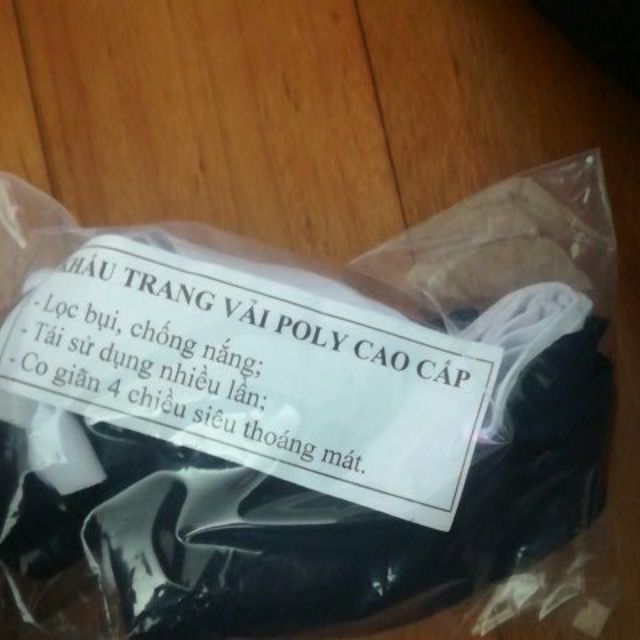 KHẨU TRANG VẢI POLY CAO CẤP
- Lọc bụi, chống nắng;
- Tái sử dụng nhiều lần;
- Co giãn 4 chiều siêu thoáng mát.